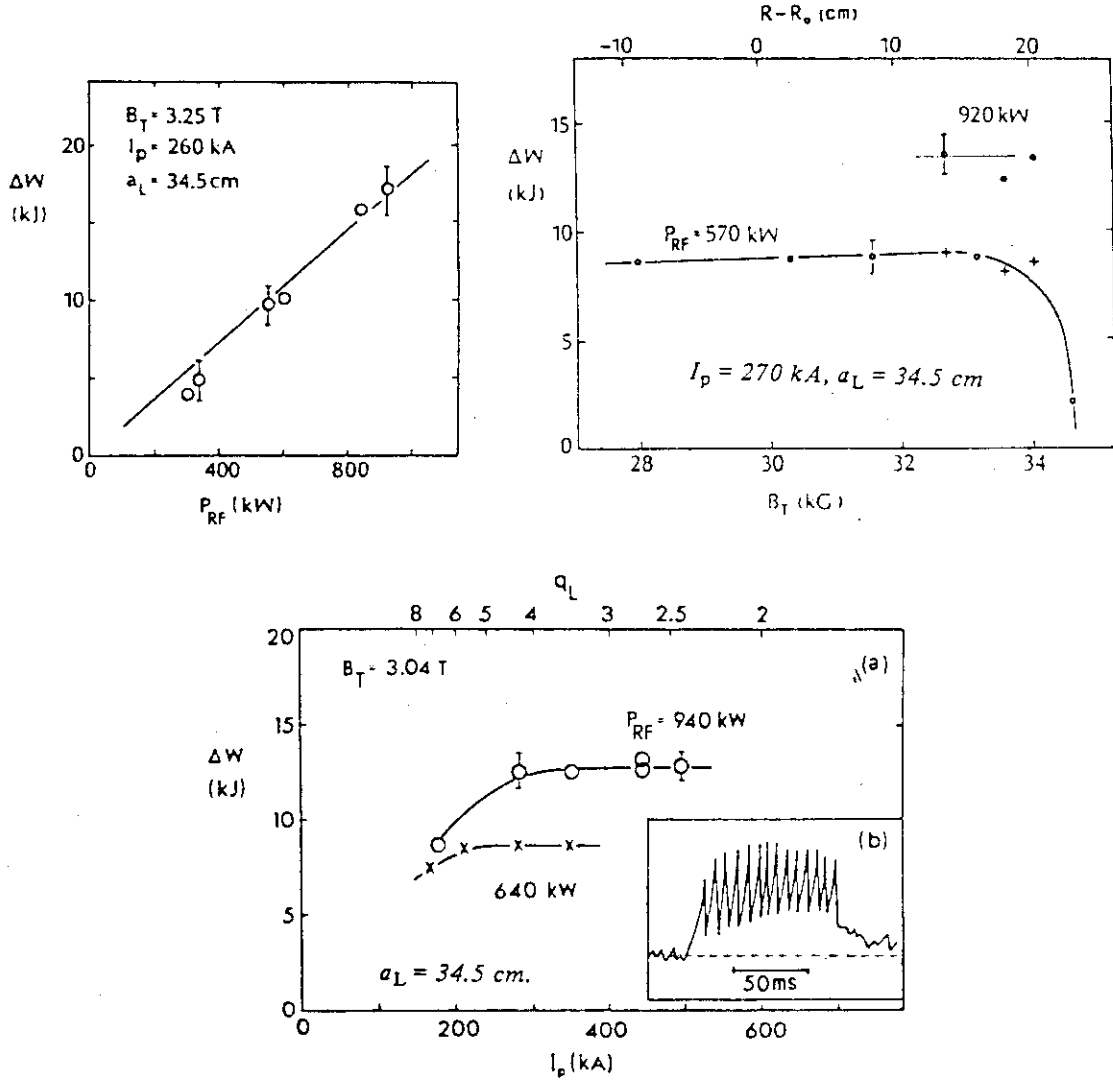 B_T = 3.25 T
I_p = 260 kA
a_L = 34.5 cm
ΔW
(kJ)
20
10
0
0 400 800
P_RF (kW)
R-R_o (cm)
-10 0 10 20
920 kW
P_RF = 570 kW
I_p = 270 kA, a_L = 34.5 cm
ΔW
(kJ)
15
10
5
0
28 30 32 34
B_T (kG)
q_L
8 6 5 4 3 2.5 2
B_T = 3.04 T
(a)
P_RF = 940 kW
640 kW
a_L = 34.5 cm.
ΔW
(kJ)
20
15
10
5
0
(b)
50ms
0 200 400 600
I_p (kA)